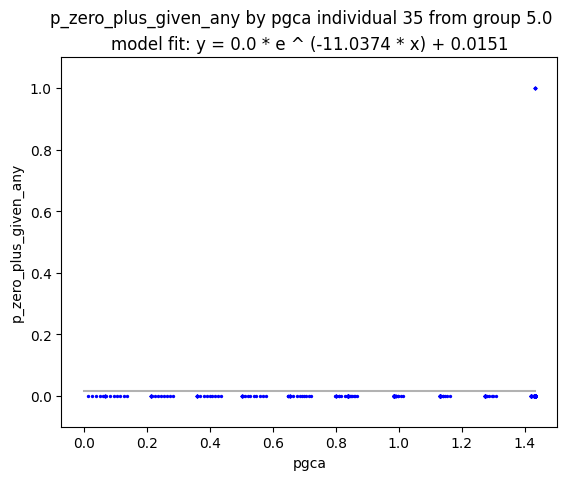 p_zero_plus_given_any by pgca individual 35 from group 5.0
model fit: y = 0.0 * e ^ (-11.0374 * x) + 0.0151
1.0
0.8
0.6
0.4
0.2
0.0
p_zero_plus_given_any
0.0 0.2 0.4 0.6 0.8 1.0 1.2 1.4
pgca